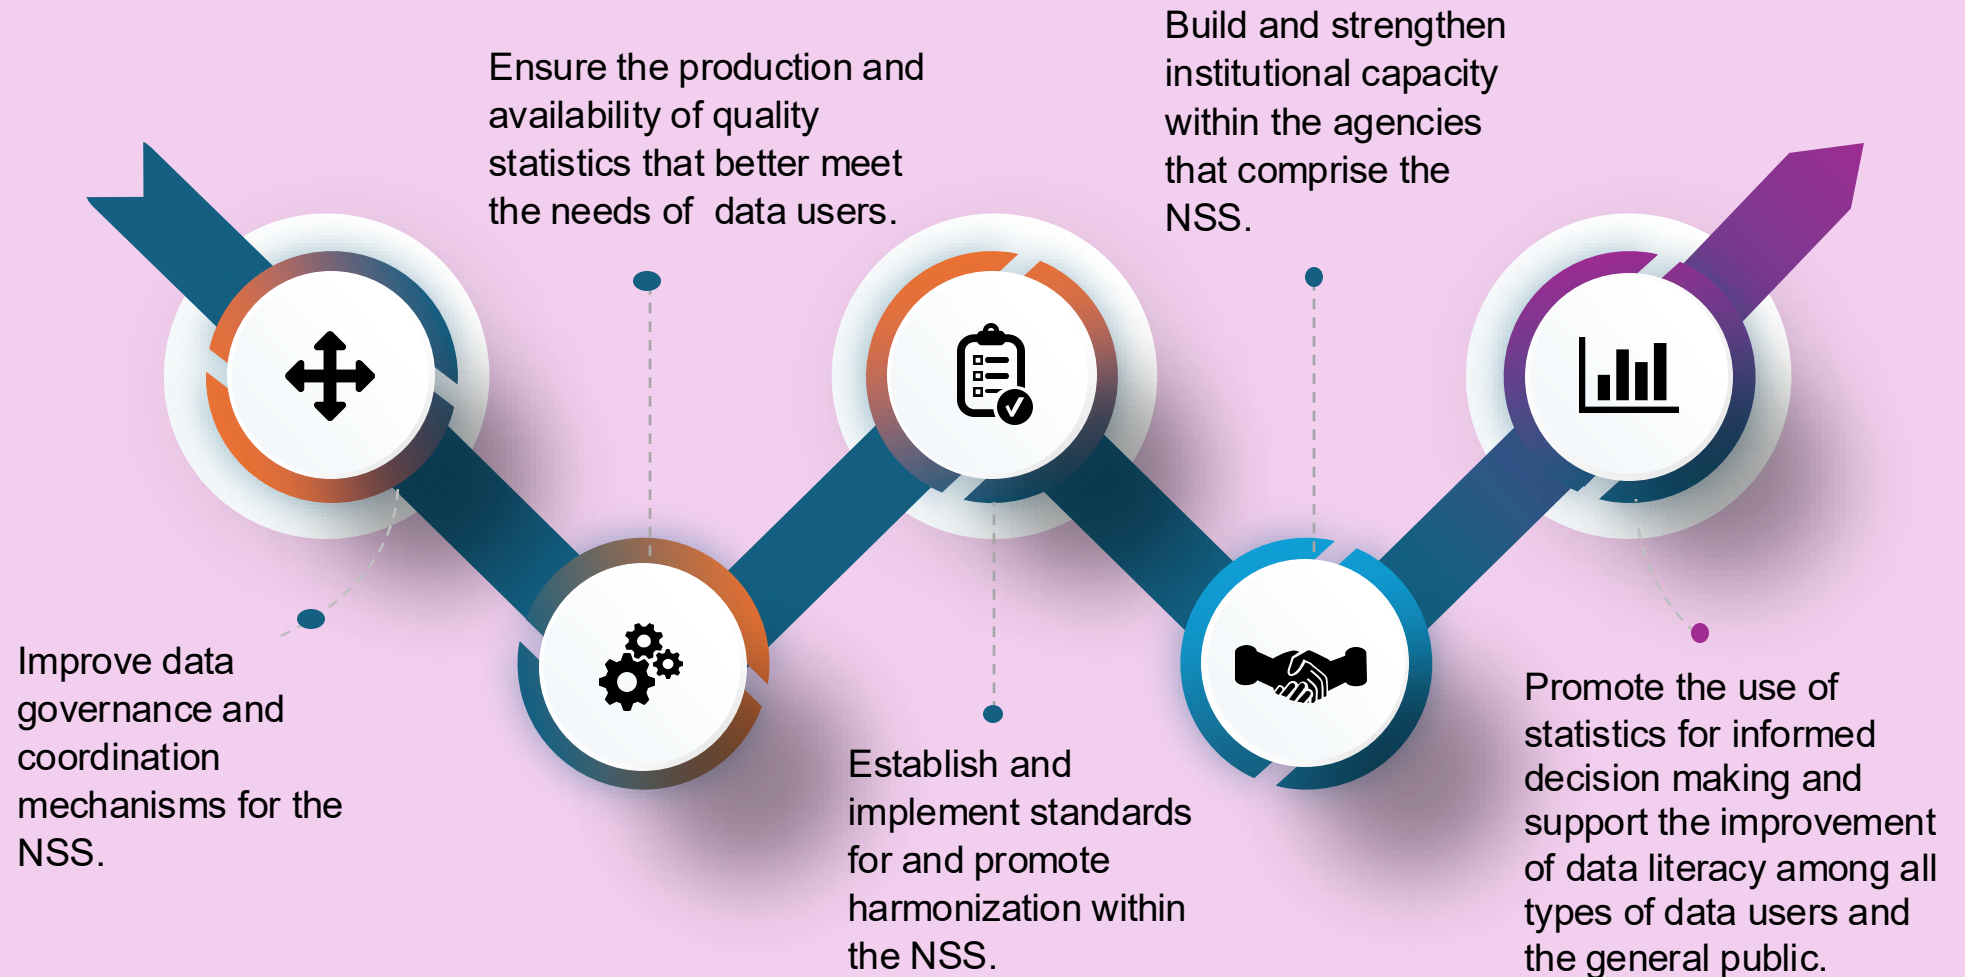 Improve data
governance and
coordination
mechanisms for the
NSS.
Ensure the production and
availability of quality
statistics that better meet
the needs of  data users.
Establish and
implement standards
for and promote
harmonization within
the NSS.
Build and strengthen
institutional capacity
within the agencies
that comprise the
NSS.
Promote the use of
statistics for informed
decision making and
support the improvement
of data literacy among all
types of data users and
the general public.